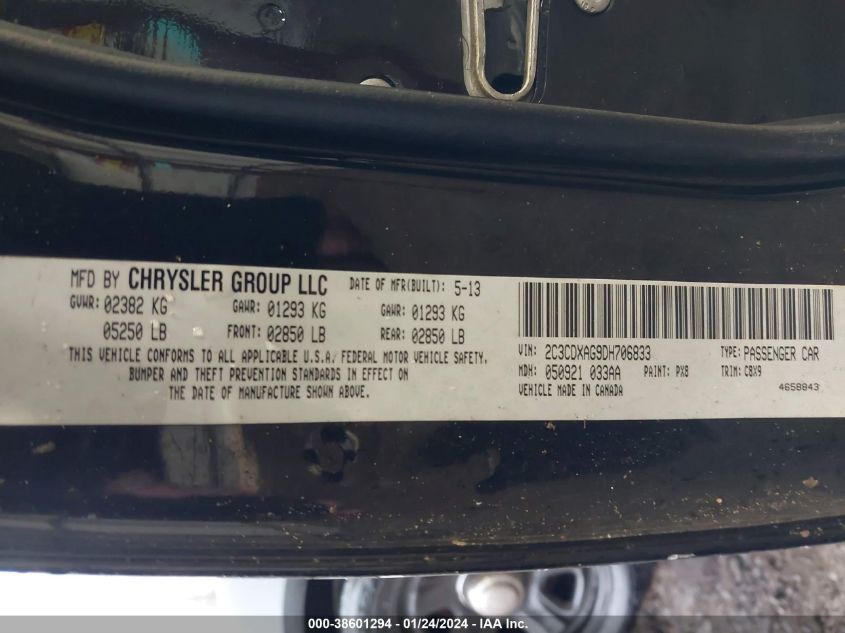 MFD BY CHRYSLER GROUP LLC DATE OF MFR(BUILT): 5-13
GVWR: 02382 KG GAWR: 01293 KG GAWR: 01293 KG
05250 LB FRONT: 02850 LB REAR: 02850 LB
THIS VEHICLE CONFORMS TO ALL APPLICABLE U.S.A. FEDERAL MOTOR VEHICLE SAFETY,
BUMPER AND THEFT PREVENTION STANDARDS IN EFFECT ON
THE DATE OF MANUFACTURE SHOWN ABOVE.
VIN: 2C3CDXAG9DH706833 TYPE: PASSENGER CAR
MDH: 050921 033AA PAINT: PX8 TRIM: CBX9
VEHICLE MADE IN CANADA 4658843
000-38601294 - 01/24/2024 - IAA Inc.